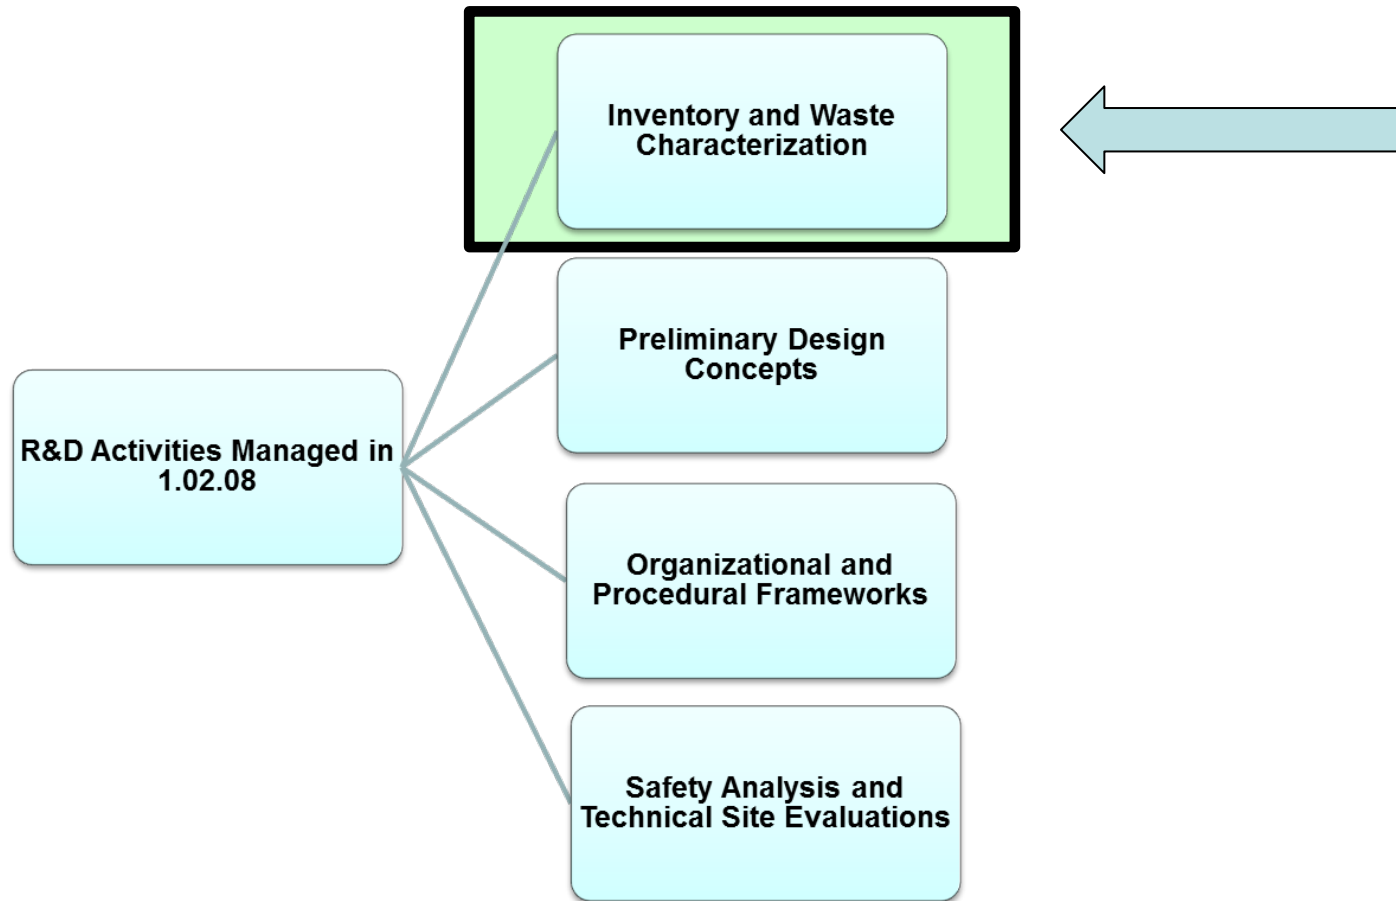 Inventory and Waste
Characterization
Preliminary Design
Concepts
R&D Activities Managed in
1.02.08
Organizational and
Procedural Frameworks
Safety Analysis and
Technical Site Evaluations